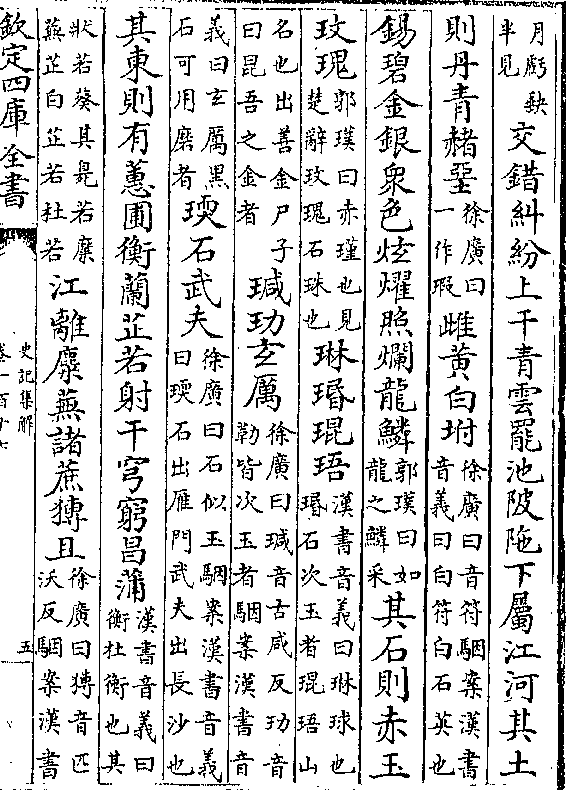 月虧缺半見交錯糾紛上干青雲罷池陂陁下屬江河其土
則丹青赭堊徐廣曰一作瑕雌黄白坿徐廣曰音符駰案漢書音義曰白符白石英也
錫碧金銀衆色炫燿照爛龍鱗郭璞曰如龍之鱗采其石則赤玉
玫瑰郭璞曰赤瑾也見楚辭玫瑰石珠也琳瑉琨珸漢書音義曰琳球也瑉石次玉者琨珸山
名也出善金尸子曰昆吾之金者瑊玏玄厲徐廣曰瑊音古咸反玏音勒皆次玉者駰案漢書音
義曰玄厲黑石可用磨者瑌石武夫徐廣曰石似玉駰案漢書音義曰瑌石出雁門武夫出長沙也
其東則有蕙圃衡蘭芷若射干穹窮昌蒲漢書音義曰衡杜衡也其
狀若葵其臭若麋蕪芷白芷若杜若江離麋蕪諸蔗猼且徐廣曰猼音匹沃反駰案漢書
欽定四庫全書
史記集解
卷一百十七
五